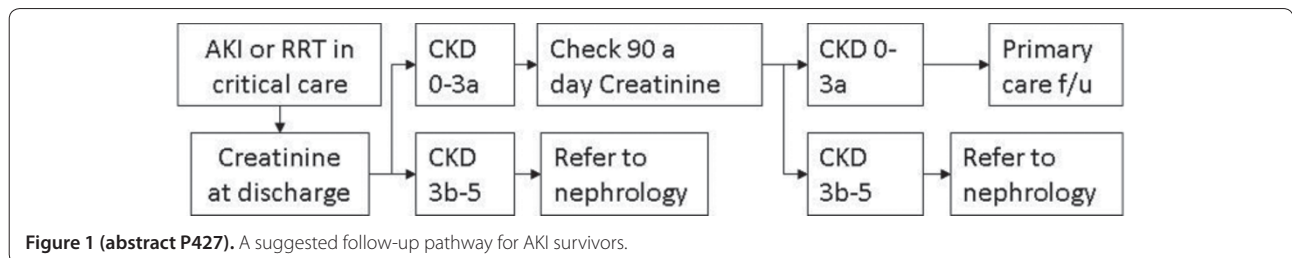 AKI or RRT in
critical care
Creatinine
at discharge
CKD
0-3a
CKD
3b-5
Check 90 a
day Creatinine
Refer to
nephrology
CKD 0-
3a
CKD
3b-5
Primary
care f/u
Refer to
nephrology
Figure 1 (abstract P427). A suggested follow-up pathway for AKI survivors.